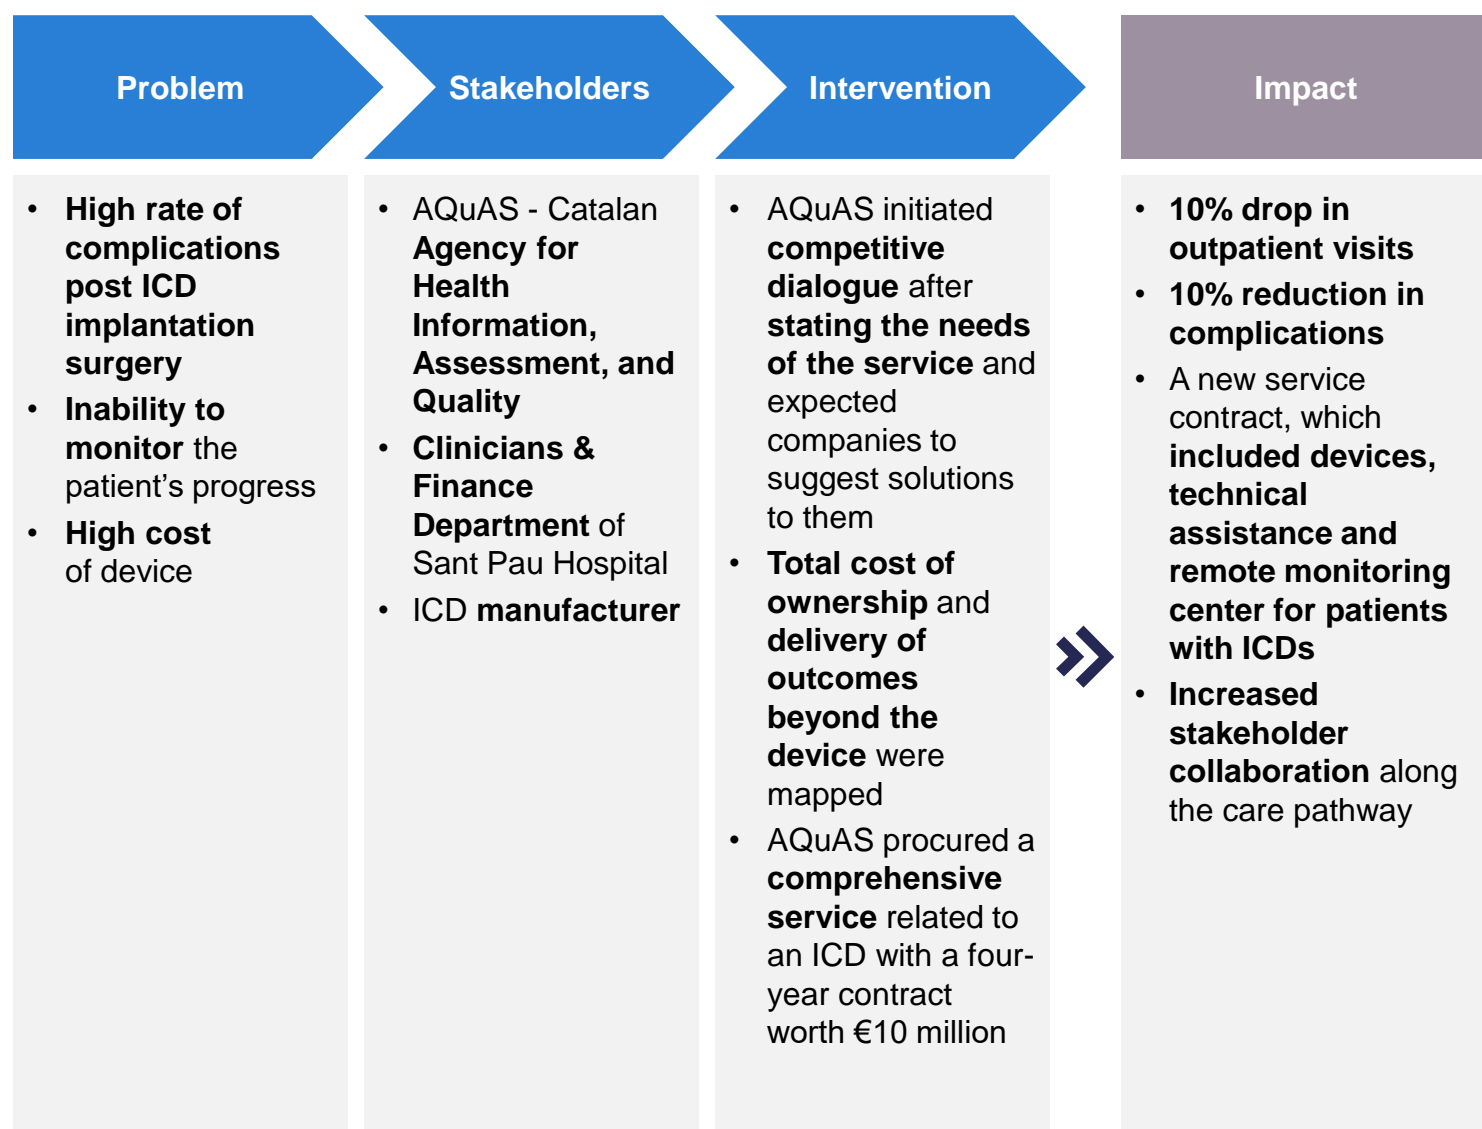 Problem
• High rate of
complications
post ICD
implantation
surgery
• Inability to
monitor the
patient’s progress
• High cost
of device
Stakeholders
• AQuAS - Catalan
Agency for
Health
Information,
Assessment, and
Quality
• Clinicians &
Finance
Department of
Sant Pau Hospital
• ICD manufacturer
Intervention
• AQuAS initiated
competitive
dialogue after
stating the needs
of the service and
expected
companies to
suggest solutions
to them
• Total cost of
ownership and
delivery of
outcomes
beyond the
device were
mapped
• AQuAS procured a
comprehensive
service related to
an ICD with a four-
year contract
worth €10 million
Impact
• 10% drop in
outpatient visits
• 10% reduction in
complications
• A new service
contract, which
included devices,
technical
assistance and
remote monitoring
center for patients
with ICDs
• Increased
stakeholder
collaboration along
the care pathway